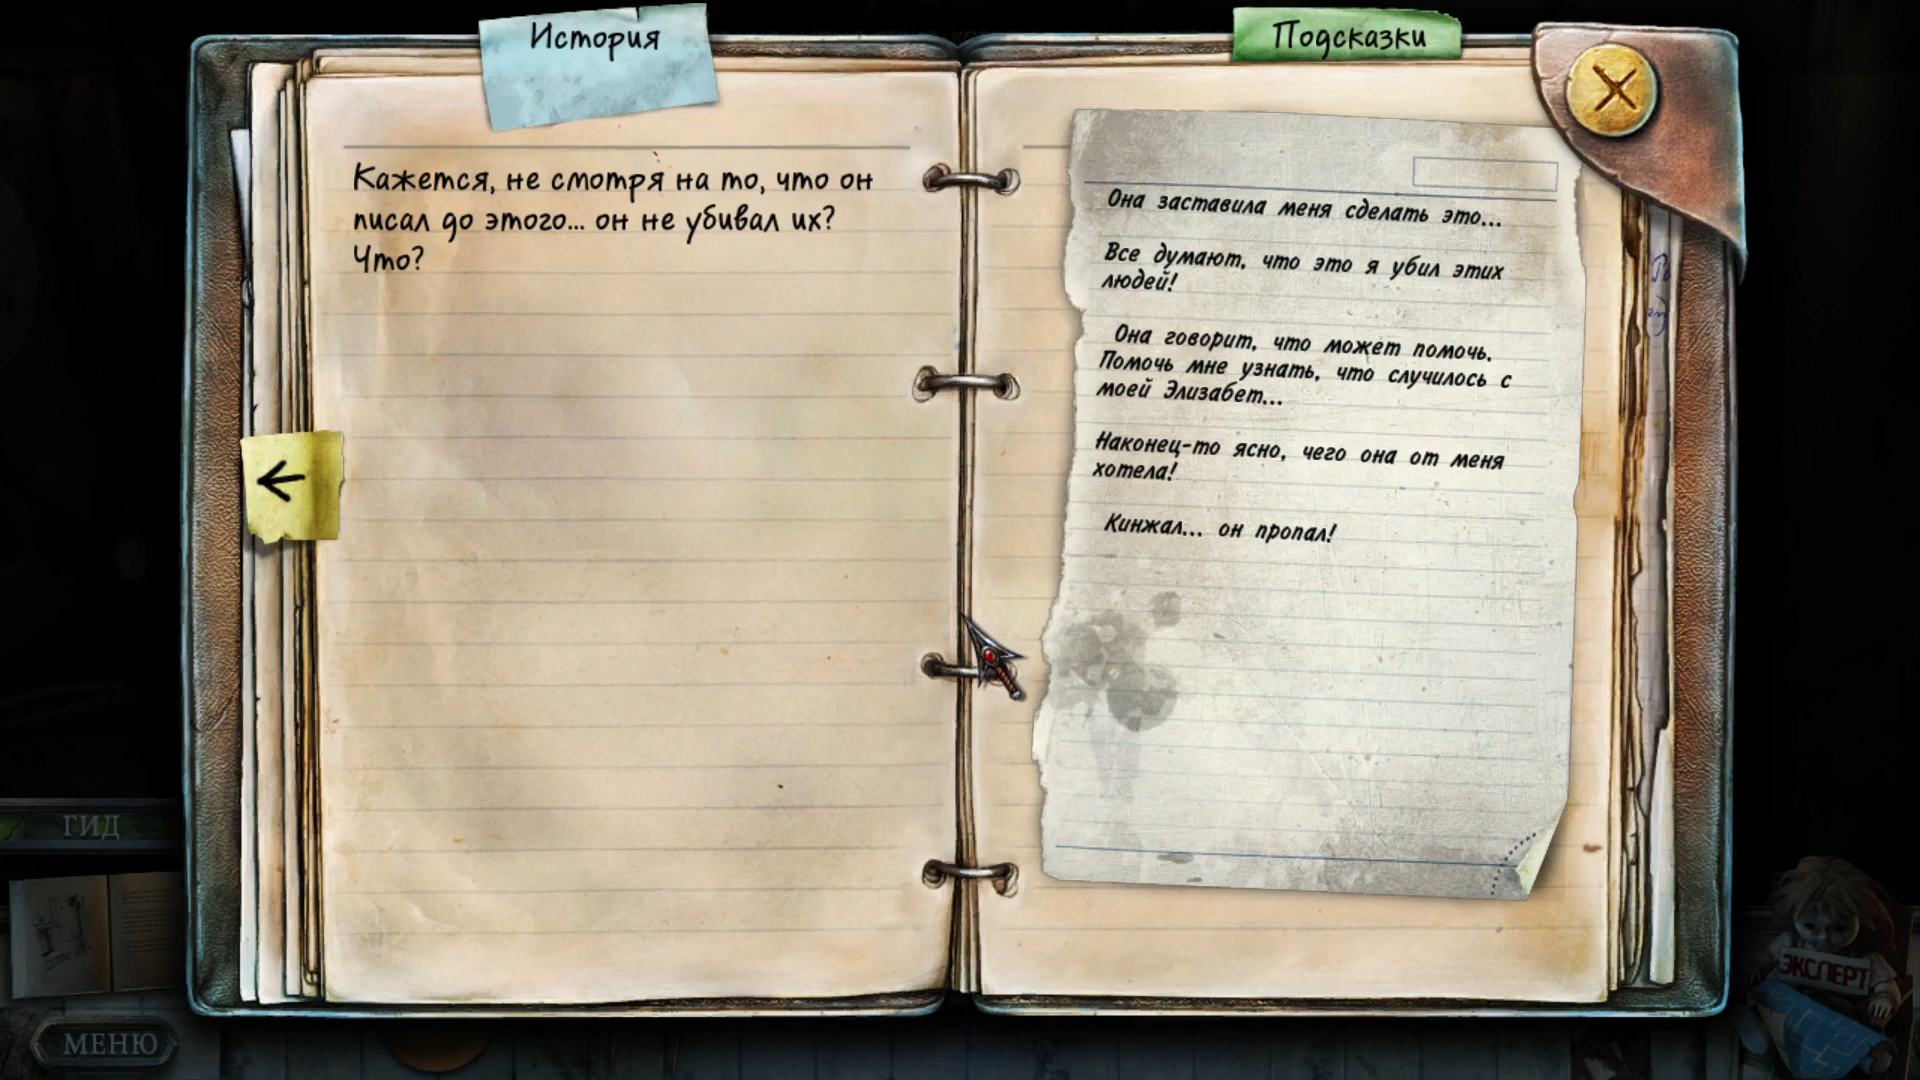 История
Подсказки
Кажется, не смотря на то, что он
писал до этого... он не убивал их?
Что?
Она заставила меня сделать это...
Все думают, что это я убил этих
людей!
Она говорит, что может помочь.
Помочь мне узнать, что случилось с
моей Элизабет...
Наконец-то ясно, чего она от меня
хотела!
Кинжал... он пропал!
ГИД
МЕНЮ
ЭКСПЕРТ